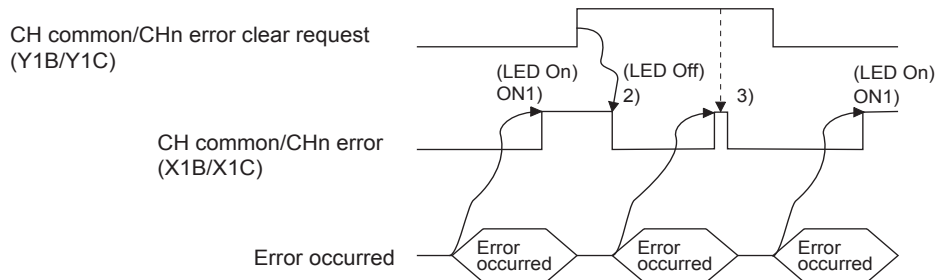 CH common/CHn error clear request
(Y1B/Y1C)
(LED On)
ON1)
2)
(LED Off)
3)
(LED On)
ON1)
CH common/CHn error
(X1B/X1C)
Error occurred
Error
occurred
Error
occurred
Error
occurred